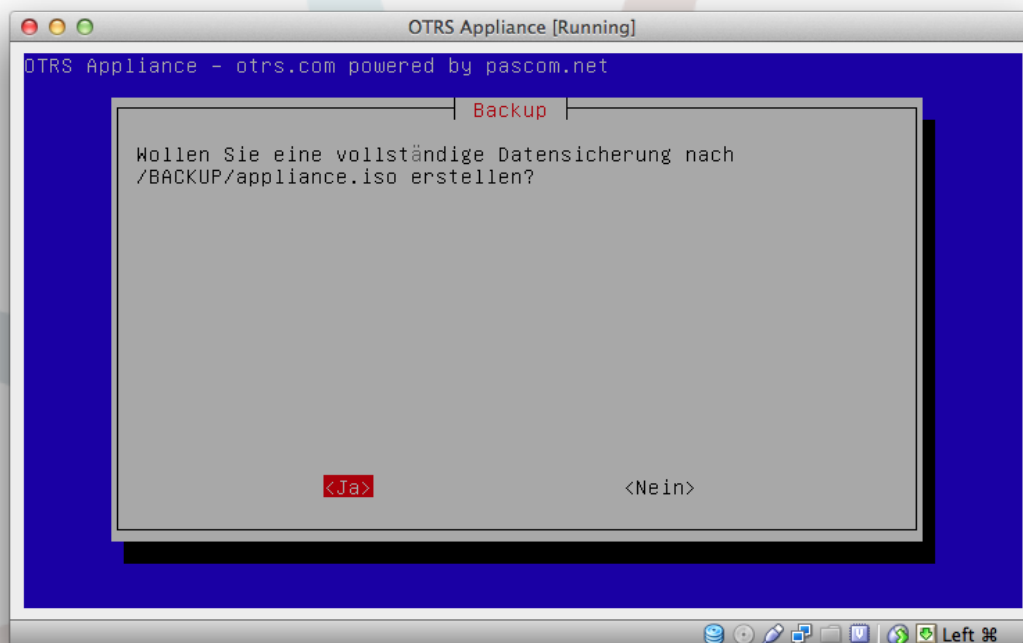 OTRS Appliance [Running]
OTRS Appliance - otrs.com powered by pascom.net
Backup
Wollen Sie eine vollständige Datensicherung nach
/BACKUP/appliance.iso erstellen?
<Ja> <Nein>
Left ⌘